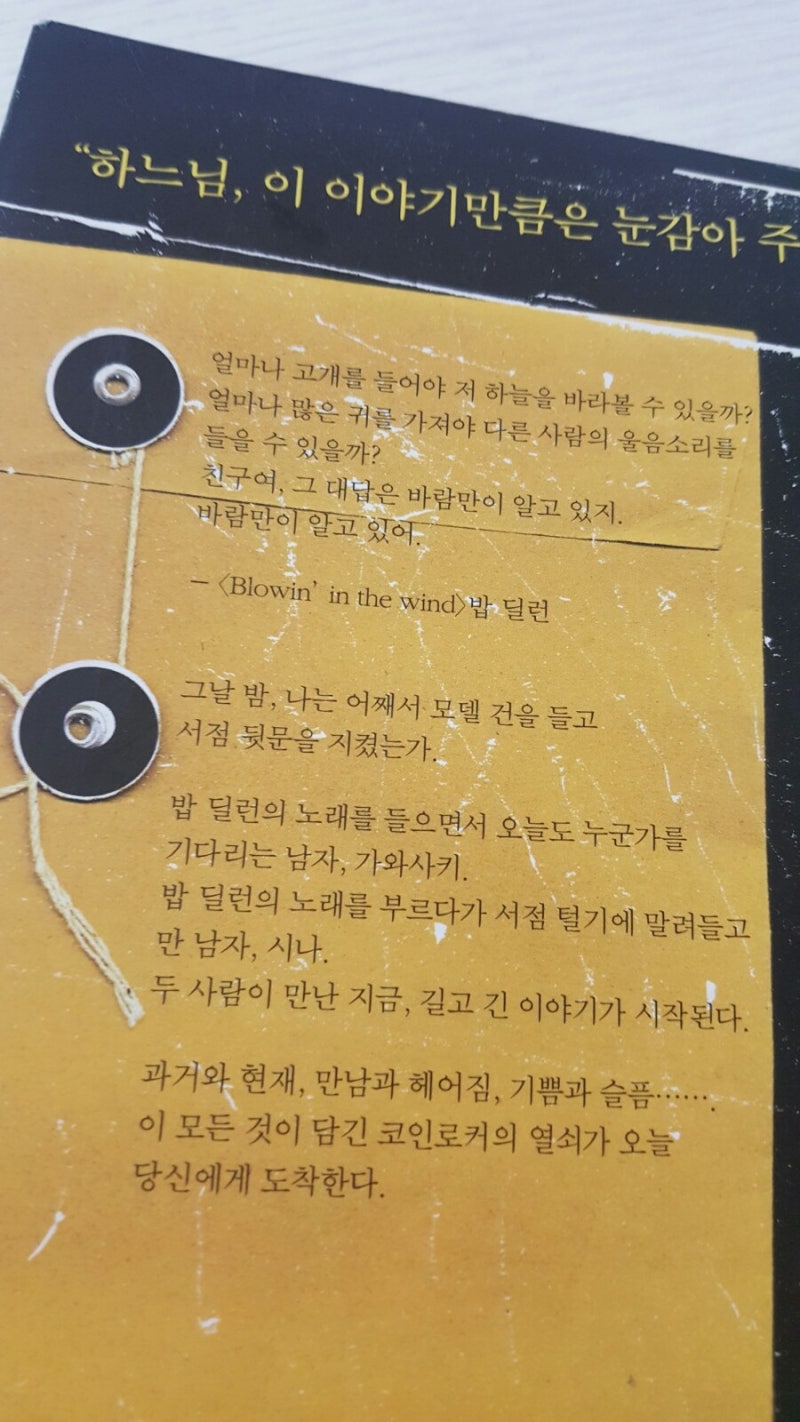 “하느님, 이 이야기만큼은 눈감아 주
얼마나 고개를 들어야 저 하늘을 바라볼 수 있을까?
얼마나 많은 귀를 가져야 다른 사람의 울음소리를
들을 수 있을까?
친구여, 그 대답은 바람만이 알고 있지.
바람만이 알고 있어.
– 〈Blowin’ in the wind〉밥 딜런
그날 밤, 나는 어째서 모델 건을 들고
서점 뒷문을 지켰는가.
밥 딜런의 노래를 들으면서 오늘도 누군가를
기다리는 남자, 가와사키.
밥 딜런의 노래를 부르다가 서점 털기에 말려들고
만 남자, 시나.
두 사람이 만난 지금, 길고 긴 이야기가 시작된다.
과거와 현재, 만남과 헤어짐, 기쁨과 슬픔…….
이 모든 것이 담긴 코인로커의 열쇠가 오늘
당신에게 도착한다.